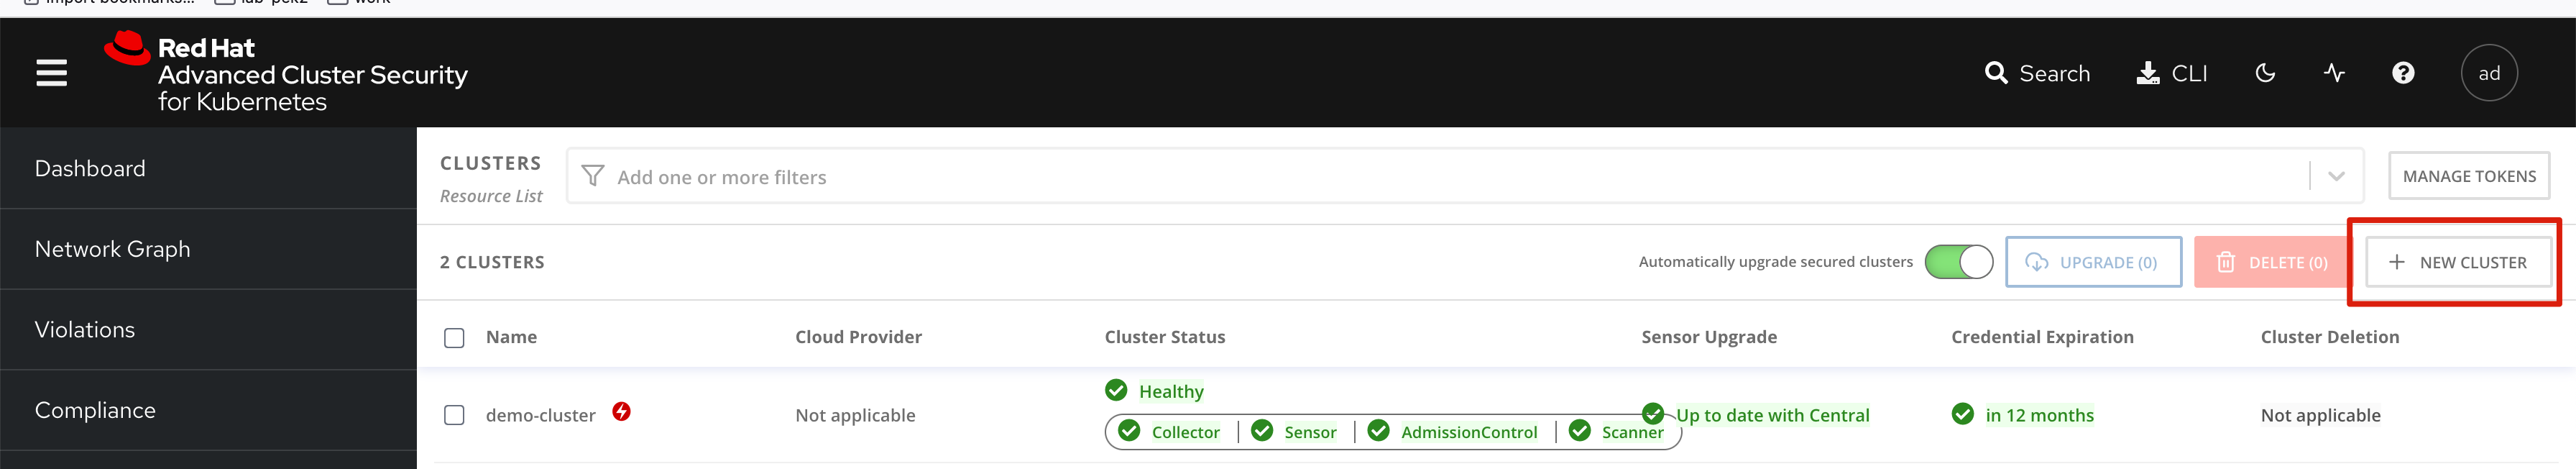 import bookmarks... lab-pek2 work
Red Hat
Advanced Cluster Security
for Kubernetes
Search CLI ad
Dashboard
Network Graph
Violations
Compliance
CLUSTERS
Resource List
Add one or more filters
MANAGE TOKENS
2 CLUSTERS
Automatically upgrade secured clusters
UPGRADE (0)
DELETE (0)
+ NEW CLUSTER
Name Cloud Provider Cluster Status Sensor Upgrade Credential Expiration Cluster Deletion
demo-cluster Not applicable
Healthy
Collector Sensor AdmissionControl Scanner
Up to date with Central in 12 months Not applicable